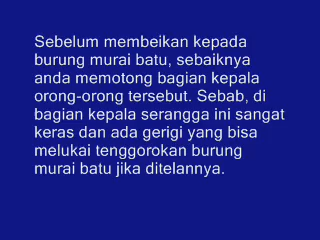 Sebelum membeikan kepada
burung murai batu, sebaiknya
anda memotong bagian kepala
orong-orong tersebut. Sebab, di
bagian kepala serangga ini sangat
keras dan ada gerigi yang bisa
melukai tenggorokan burung
murai batu jika ditelannya.